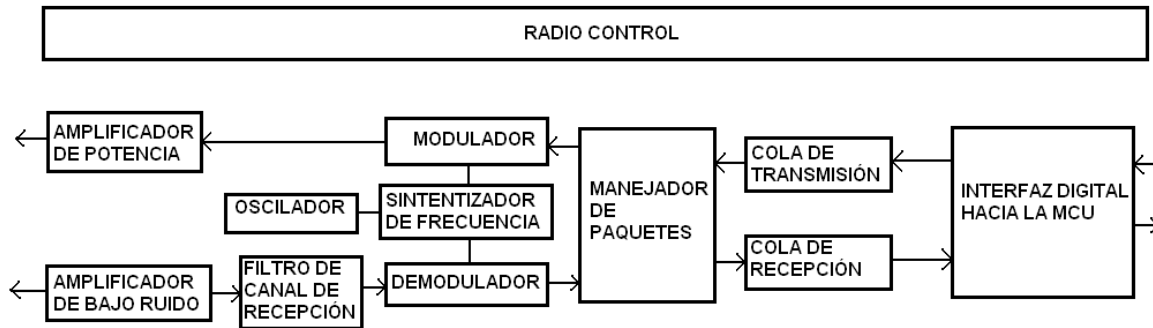 RADIO CONTROL
AMPLIFICADOR
DE POTENCIA
MODULADOR
OSCILADOR
SINTENTIZADOR
DE FRECUENCIA
AMPLIFICADOR
DE BAJO RUIDO
FILTRO DE
CANAL DE
RECEPCIÓN
DEMODULADOR
MANEJADOR
DE
PAQUETES
COLA DE
TRANSMISIÓN
COLA DE
RECEPCIÓN
INTERFAZ DIGITAL
HACIA LA MCU